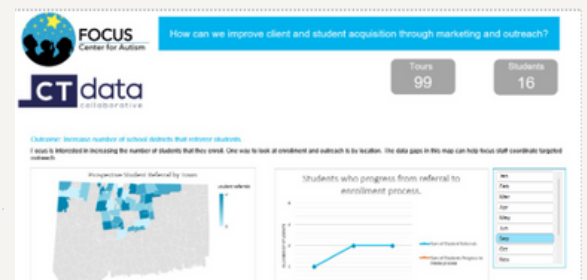 FOCUS
Center for Autism
How can we improve client and student acquisition through marketing and outreach?
Tours
99
Students
16
CTdata
collaborative
Outcome: Increase number of school districts that referee students.
Focus is interested in increasing the number of students that they enroll. One way to look at enrollment and outreach is by location. The data gaps in this map can help focus staff coordinate targeted
outreach.
Prospective Student Referral by town
Students who progress from referral to
enrollment process.
Jan
Feb
Mar
Apr
May
Jun
Sep
Oct
Nov